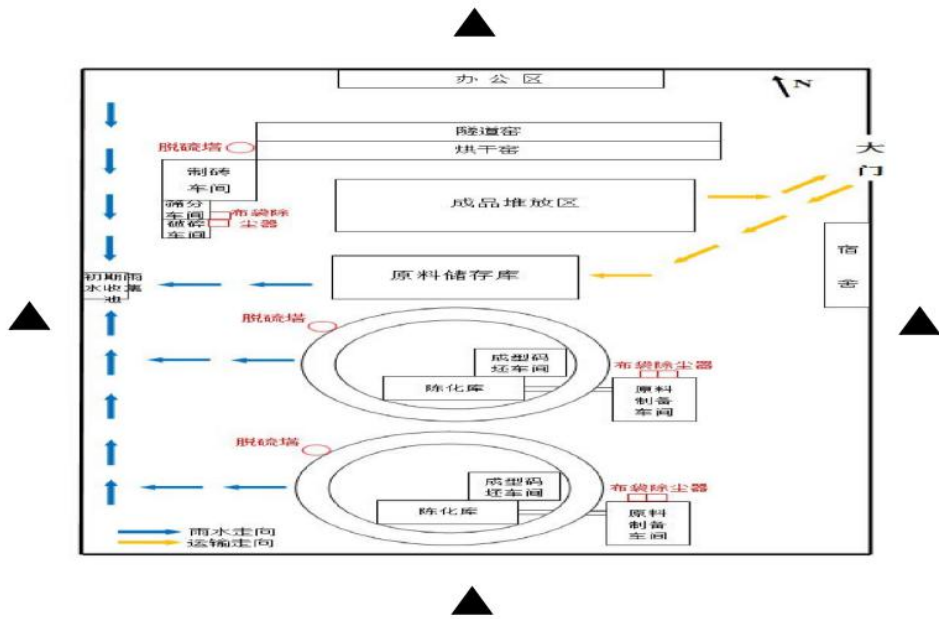 办公区
N
隧道窑
脱硫塔
烘干窑
大
门
制砖
车间
成品堆放区
筛分
车间
布袋除
尘器
破碎
车间
宿
舍
原料储存库
初期雨
水收集
池
脱硫塔
成型码
坯车间
布袋除尘器
陈化库
原料
制备
车间
脱硫塔
成型码
坯车间
布袋除尘器
陈化库
原料
制备
车间
雨水走向
运输走向